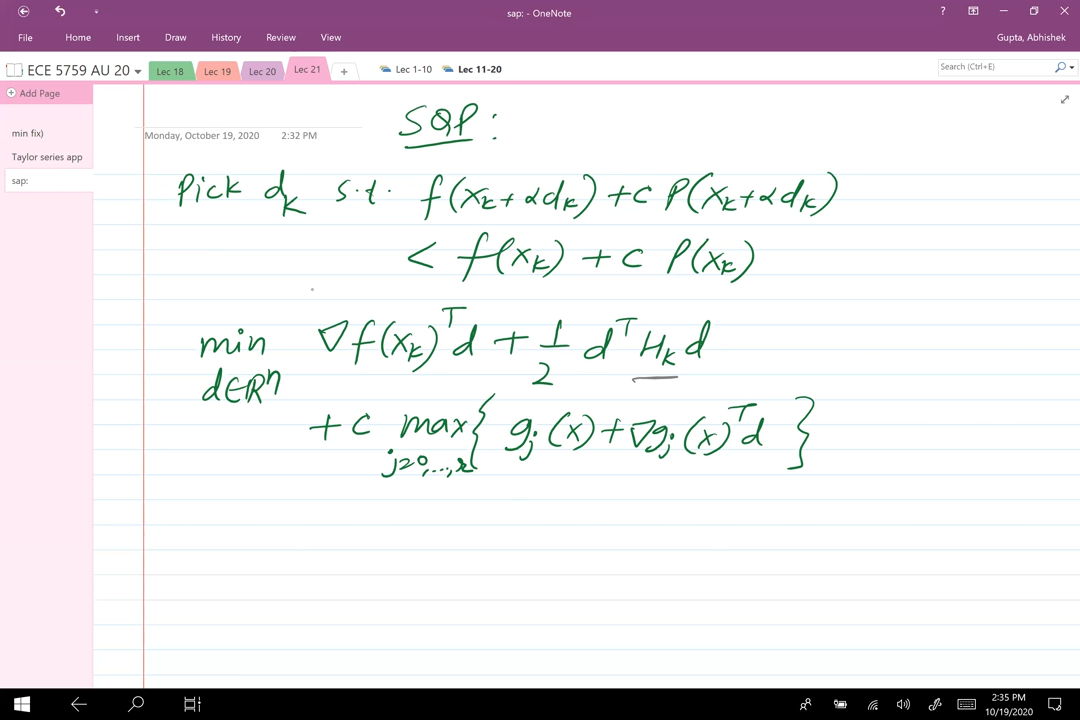 sap: - OneNote
?
File Home Insert Draw History Review View
Gupta, Abhishek
ECE 5759 AU 20
Lec 18 Lec 19 Lec 20 Lec 21 + Lec 1-10 Lec 11-20
Search (Ctrl+E)
Add Page
min fix)
Taylor series app
sap:
Monday, October 19, 2020 2:32 PM
SQP:
Pick d_k s.t. f(x_k + αd_k) + c P(x_k + αd_k)
< f(x_k) + c P(x_k)
min ∇f(x_k)^T d + 1/2 d^T H_k d
d∈R^n
+ c max { g_j(x) + ∇g_j(x)^T d }
j=0,...,r
2:35 PM
10/19/2020